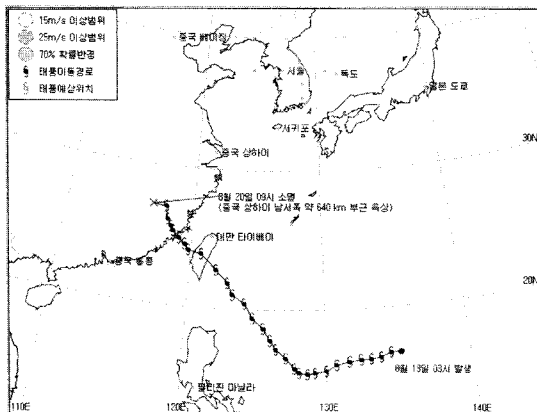 15m/s 이상범위
25m/s 이상범위
70% 확률반경
태풍이동경로
태풍예상위치
중국 베이징
서울
독도
일본 도쿄
서귀포
중국 상하이
8월 20일 09시 소멸
(중국 상하이 남서쪽 약 640 km 부근 육상)
대만 타이베이
중국 홍콩
20N
8월 13일 03시 발생
필리핀 마닐라
110E
120E
130E
140E